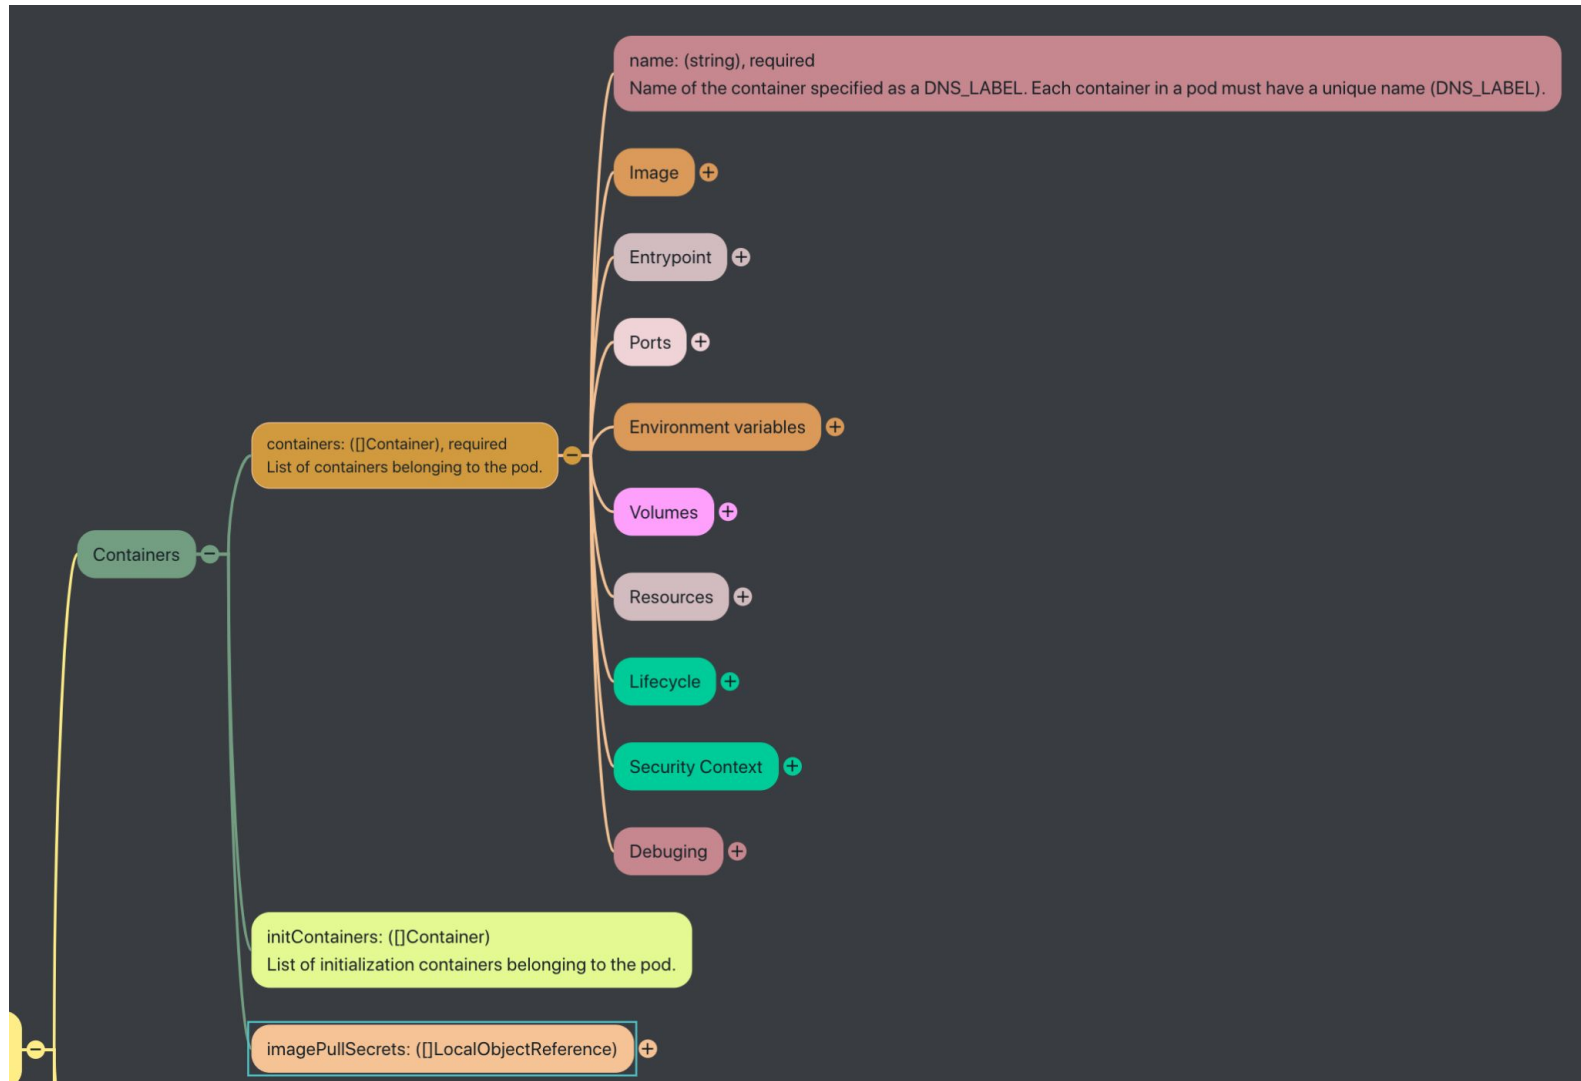 name: (string), required
Name of the container specified as a DNS_LABEL. Each container in a pod must have a unique name (DNS_LABEL).
Image
Entrypoint
Ports
Environment variables
containers: ([]Container), required
List of containers belonging to the pod.
Volumes
Containers
Resources
Lifecycle
Security Context
Debuging
initContainers: ([]Container)
List of initialization containers belonging to the pod.
imagePullSecrets: ([]LocalObjectReference)